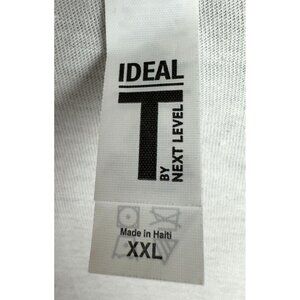 IDEAL
T
BY
NEXT LEVEL
Made in Haiti
XXL